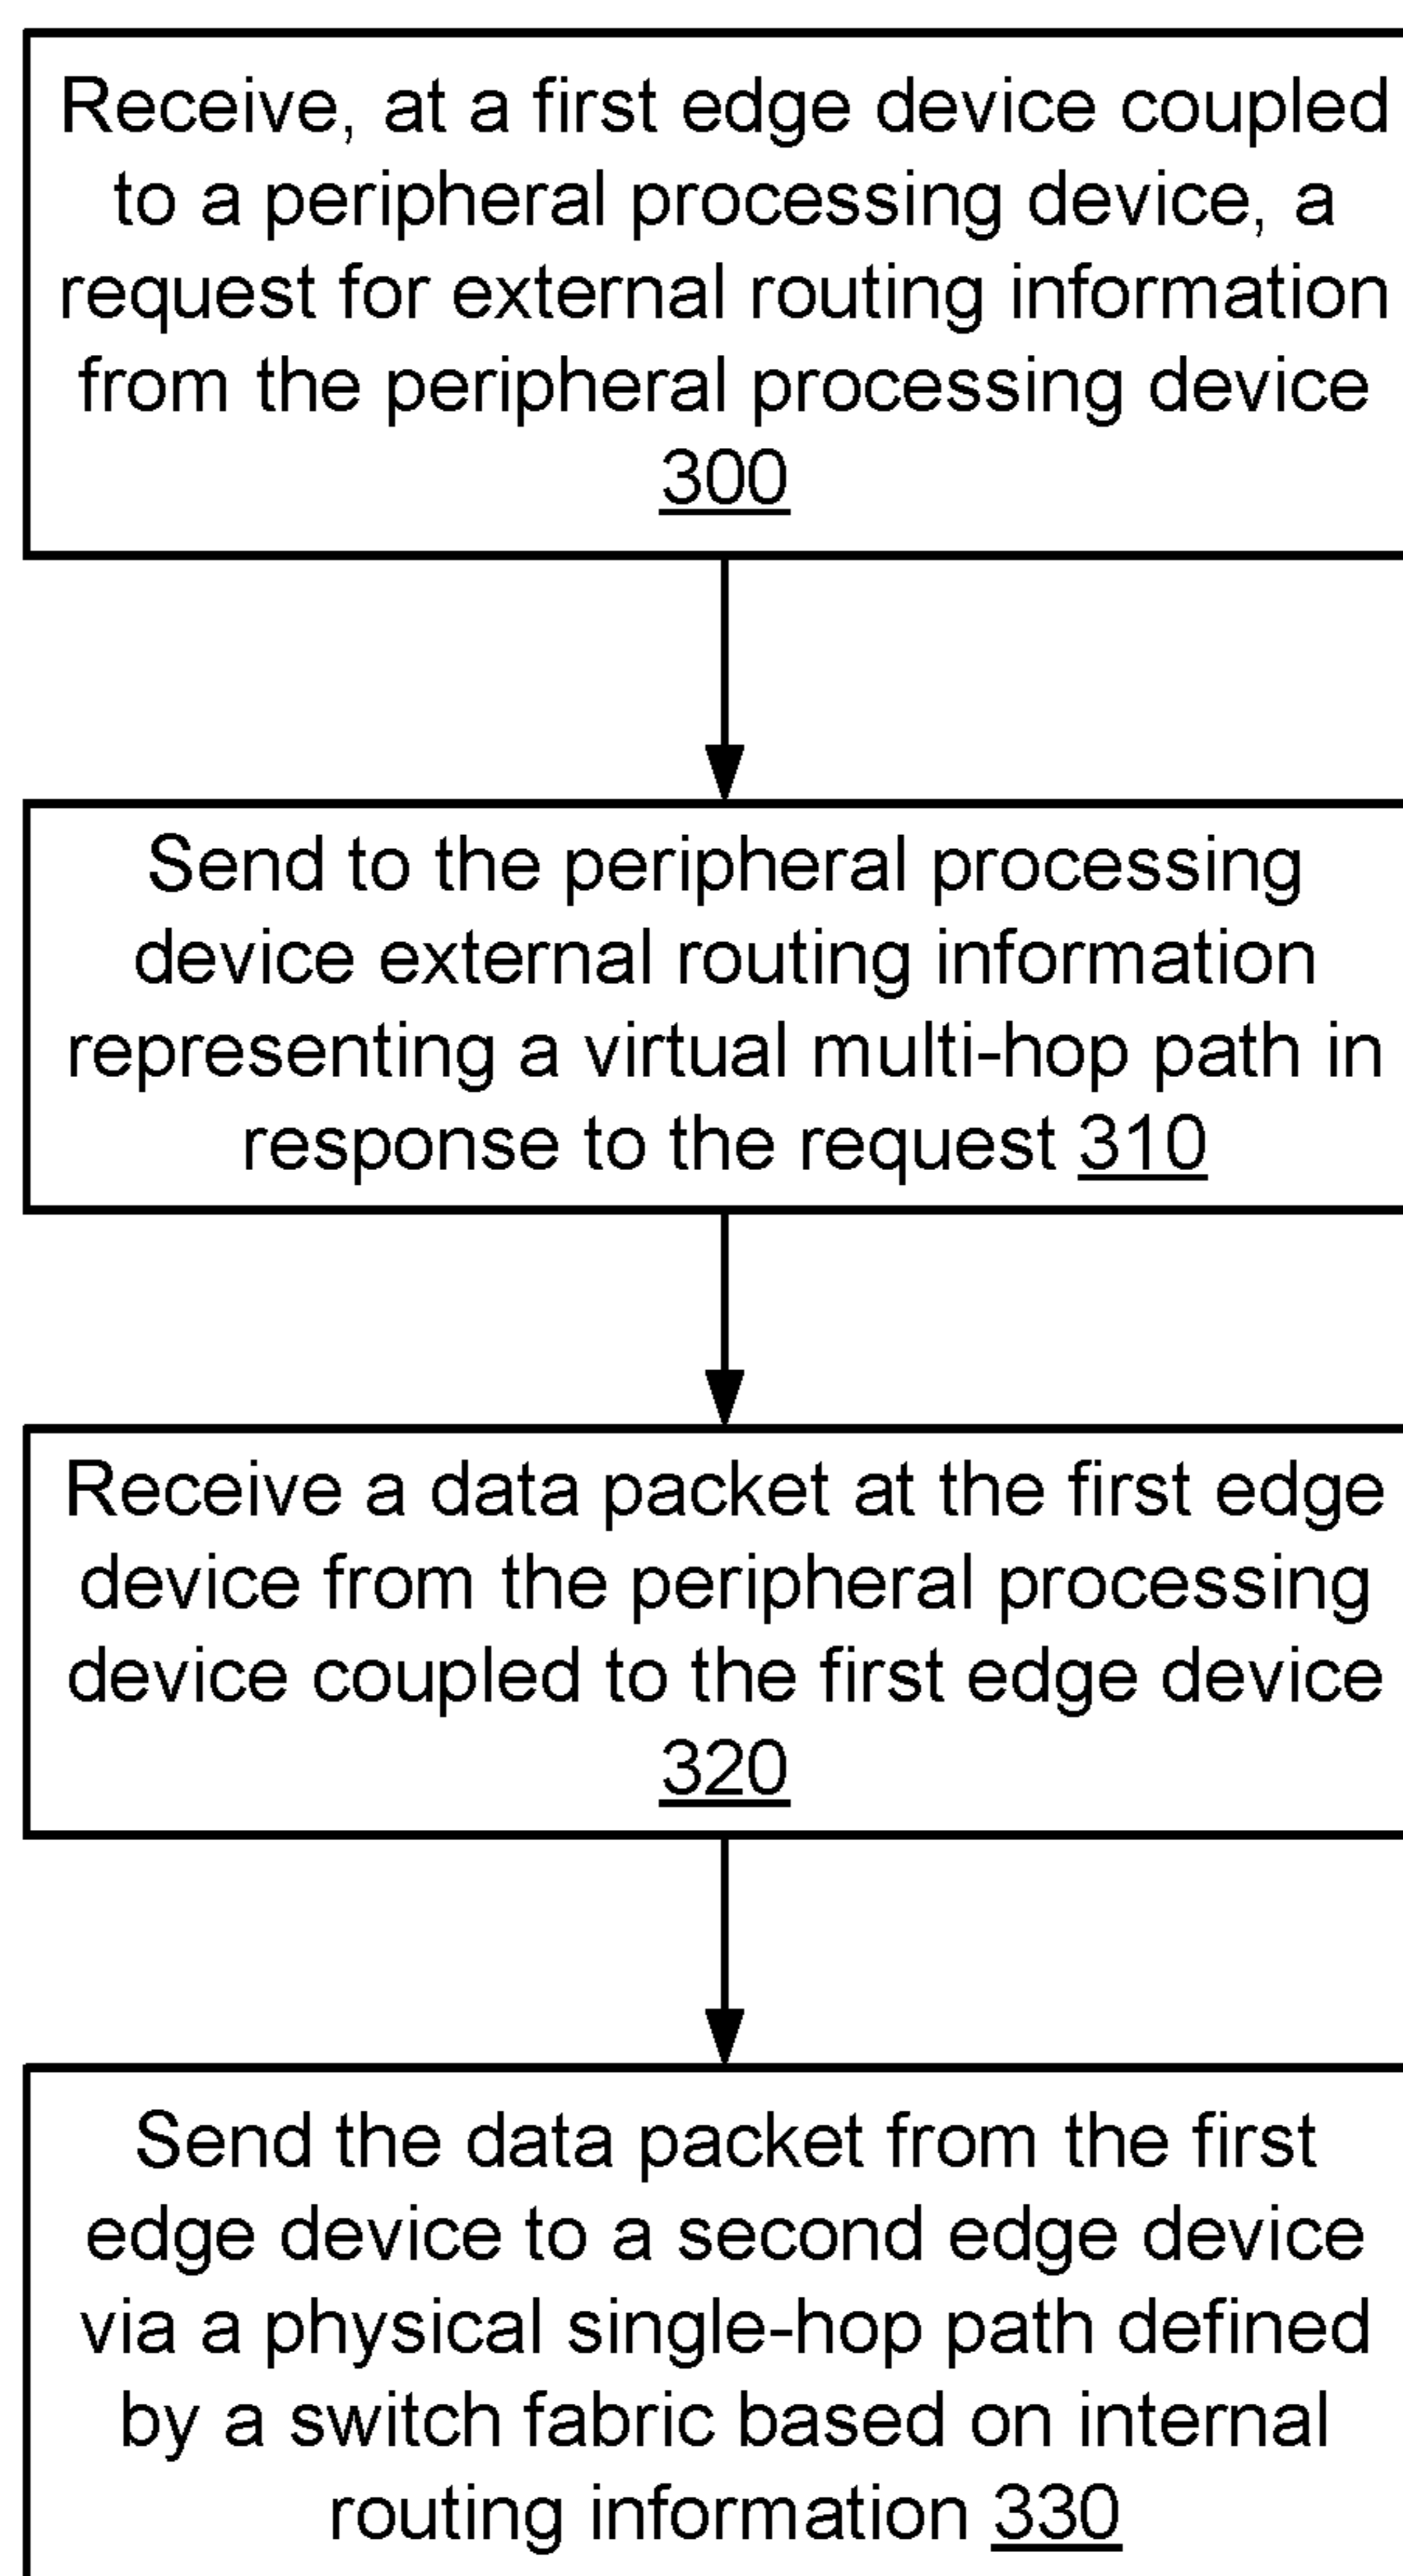 Receive, at a first edge device coupled
to a peripheral processing device, a
request for external routing information
from the peripheral processing device
300
Send to the peripheral processing
device external routing information
representing a virtual multi-hop path in
response to the request 310
Receive a data packet at the first edge
device from the peripheral processing
device coupled to the first edge device
320
Send the data packet from the first
edge device to a second edge device
via a physical single-hop path defined
by a switch fabric based on internal
routing information 330